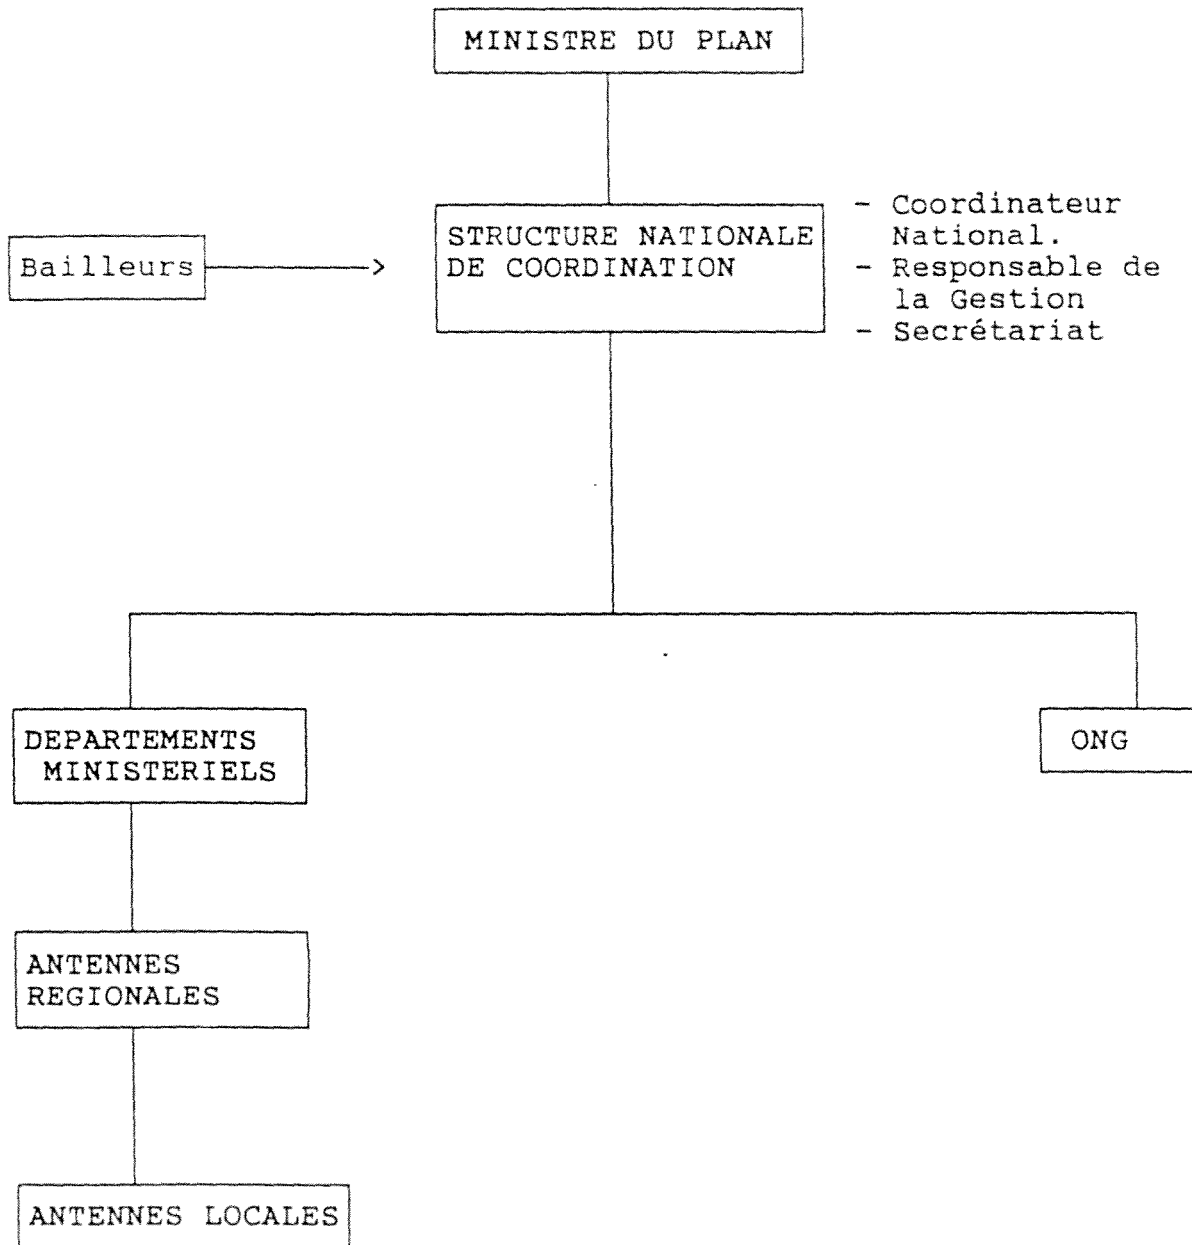 MINISTRE DU PLAN
Bailleurs
STRUCTURE NATIONALE
DE COORDINATION
- Coordinateur
National.
- Responsable de
la Gestion
- Secrétariat
DEPARTEMENTS
MINISTERIELS
ONG
ANTENNES
REGIONALES
ANTENNES LOCALES